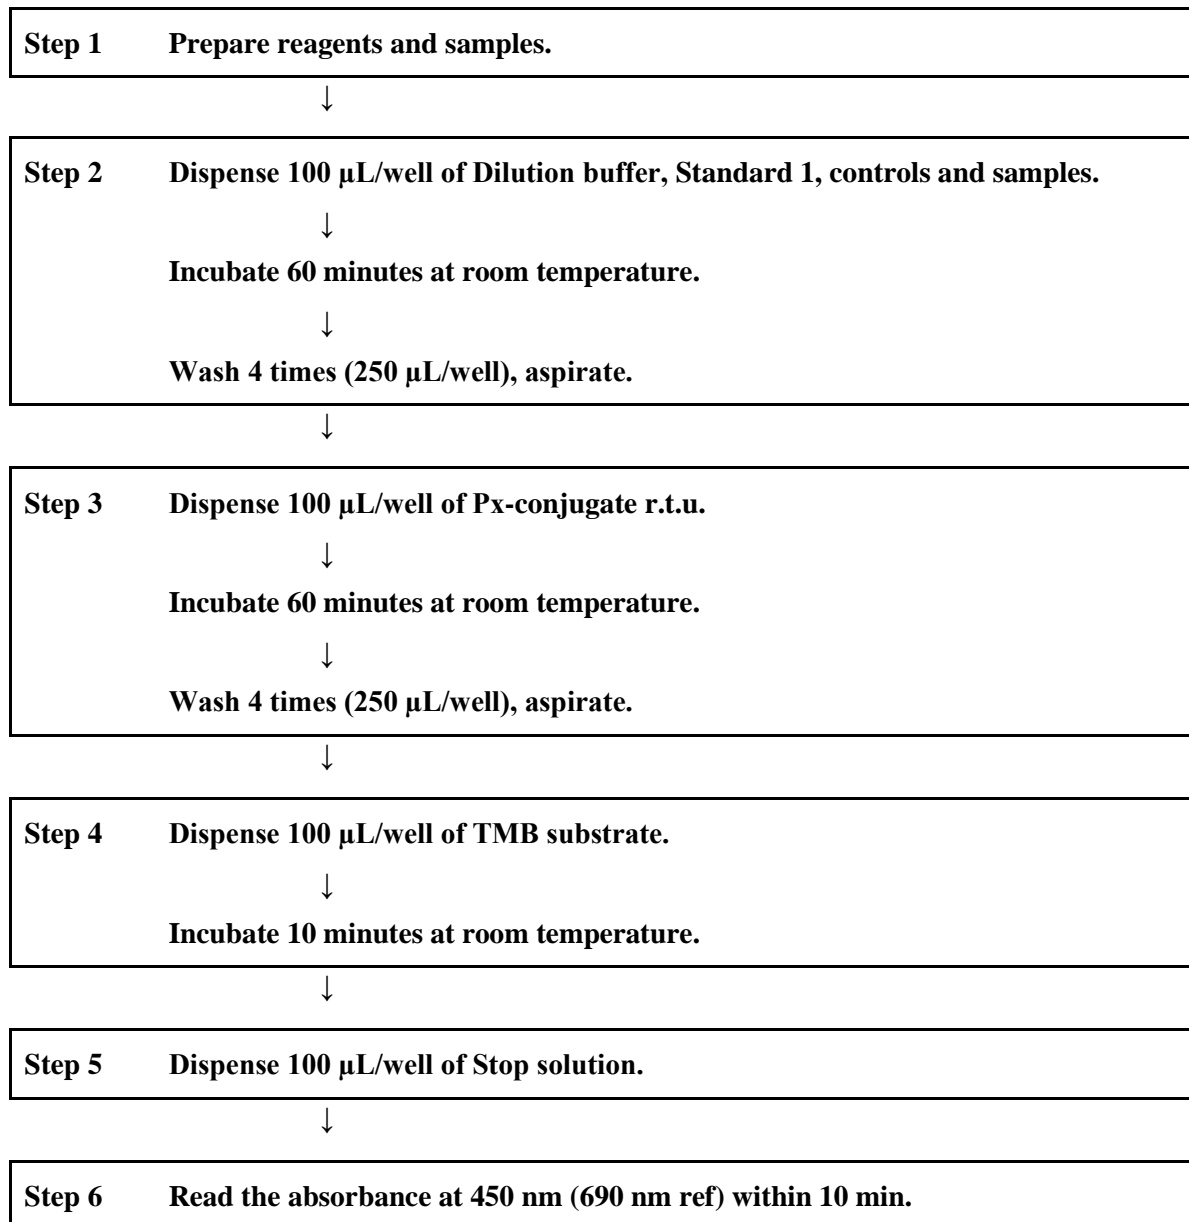 Step 1 Prepare reagents and samples.
↓
Step 2 Dispense 100 µL/well of Dilution buffer, Standard 1, controls and samples.
↓
Incubate 60 minutes at room temperature.
↓
Wash 4 times (250 µL/well), aspirate.
↓
Step 3 Dispense 100 µL/well of Px-conjugate r.t.u.
↓
Incubate 60 minutes at room temperature.
↓
Wash 4 times (250 µL/well), aspirate.
↓
Step 4 Dispense 100 µL/well of TMB substrate.
↓
Incubate 10 minutes at room temperature.
↓
Step 5 Dispense 100 µL/well of Stop solution.
↓
Step 6 Read the absorbance at 450 nm (690 nm ref) within 10 min.